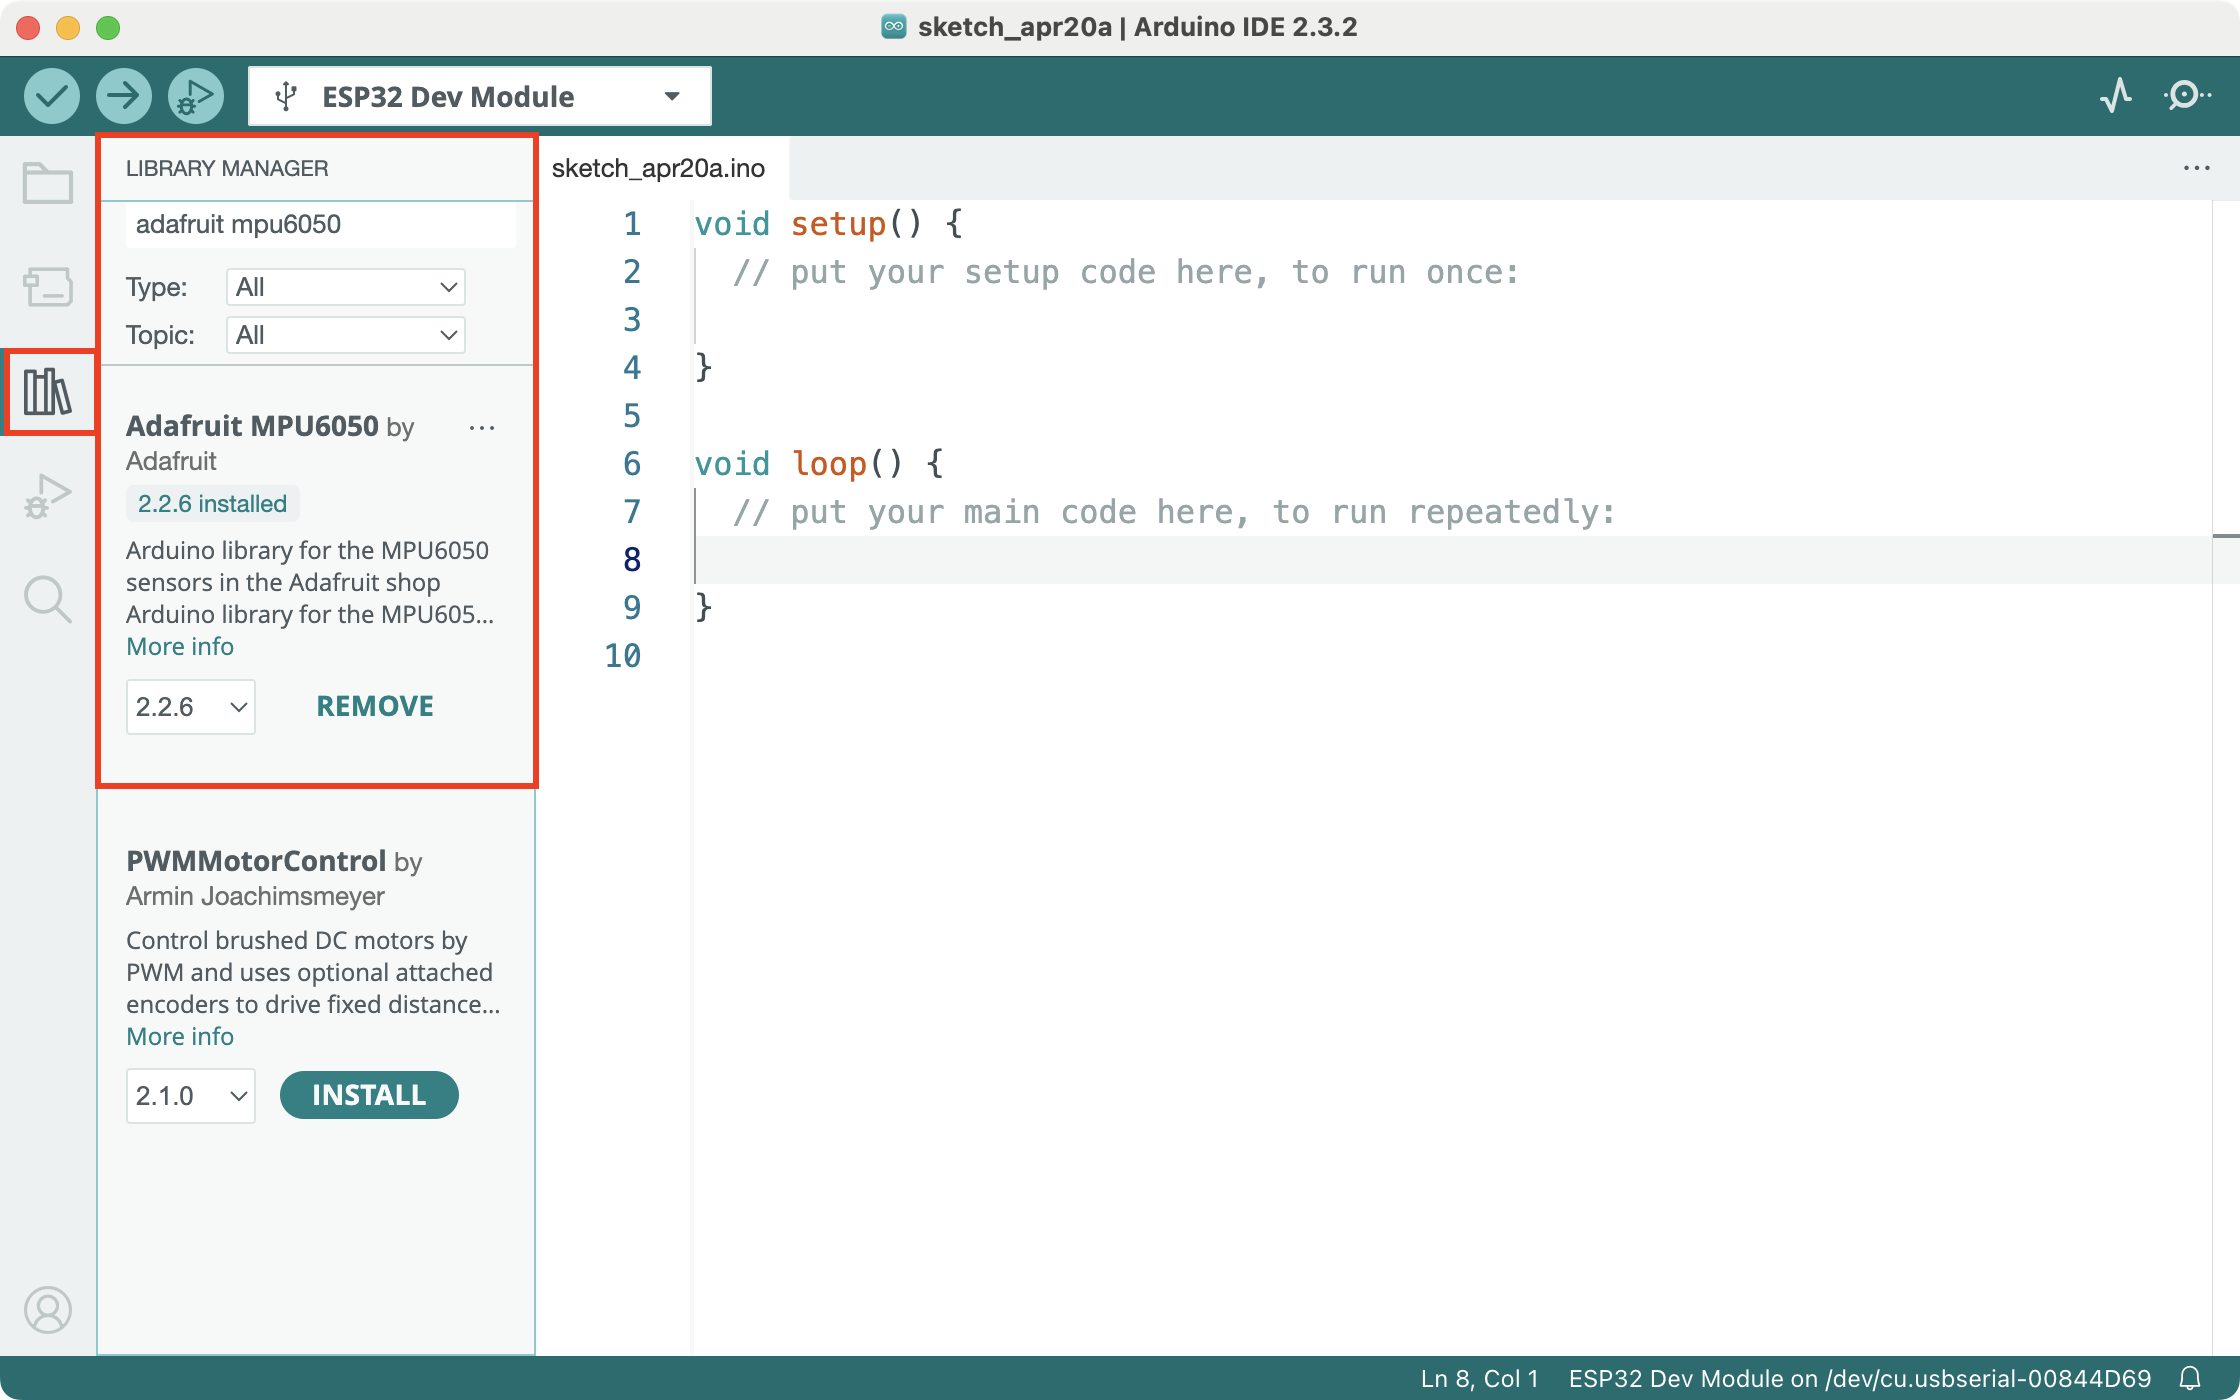 sketch_apr20a | Arduino IDE 2.3.2
ESP32 Dev Module
LIBRARY MANAGER
adafruit mpu6050
Type: All
Topic: All
Adafruit MPU6050 by
Adafruit
2.2.6 installed
Arduino library for the MPU6050
sensors in the Adafruit shop
Arduino library for the MPU605...
More info
2.2.6 REMOVE
PWMMotorControl by
Armin Joachimsmeyer
Control brushed DC motors by
PWM and uses optional attached
encoders to drive fixed distance...
More info
2.1.0 INSTALL
sketch_apr20a.ino
1 void setup() {
2 // put your setup code here, to run once:
3
4 }
5
6 void loop() {
7 // put your main code here, to run repeatedly:
8
9 }
10
Ln 8, Col 1 ESP32 Dev Module on /dev/cu.usbserial-00844D69